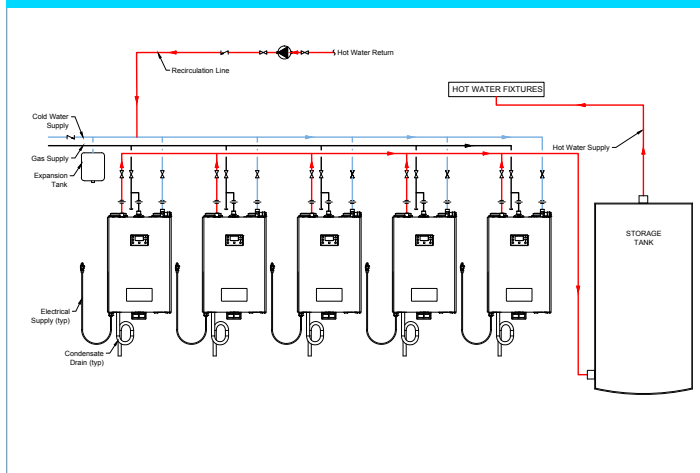 Hot Water Return
Recirculation Line
HOT WATER FIXTURES
Cold Water
Supply
Gas Supply
Expansion
Tank
Hot Water Supply
STORAGE
TANK
Electrical
Supply (typ)
Condensate
Drain (typ)